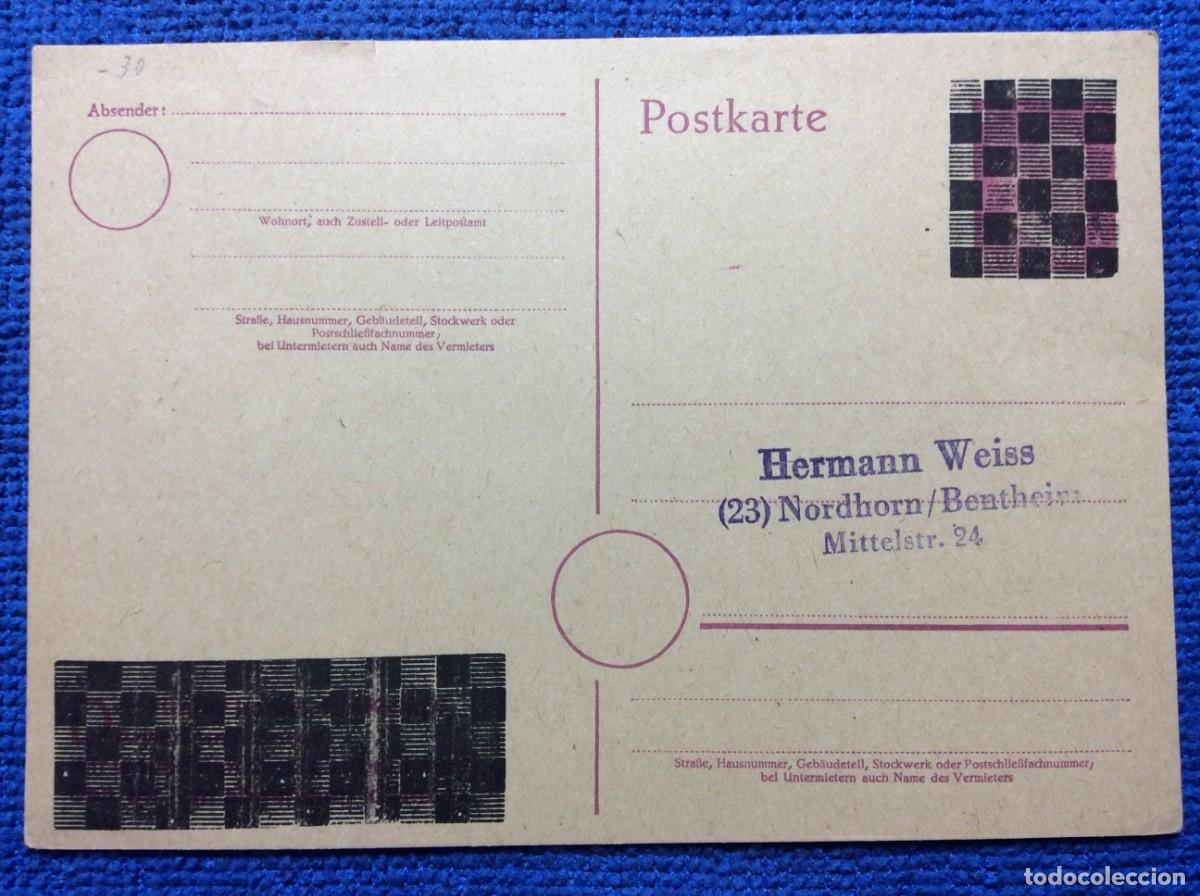 - 30
Absender:
Wohnort, auch Zustell- oder Leitpostamt
Straße, Hausnummer, Gebäudeteil, Stockwerk oder
Postschließfachnummer,
bei Untermietern auch Name des Vermieters
Postkarte
Hermann Weiss
(23) Nordhorn/Bentheim
Mittelstr. 24
Straße, Hausnummer, Gebäudeteil, Stockwerk oder Postschließfachnummer,
bei Untermietern auch Name des Vermieters
todocoleccion